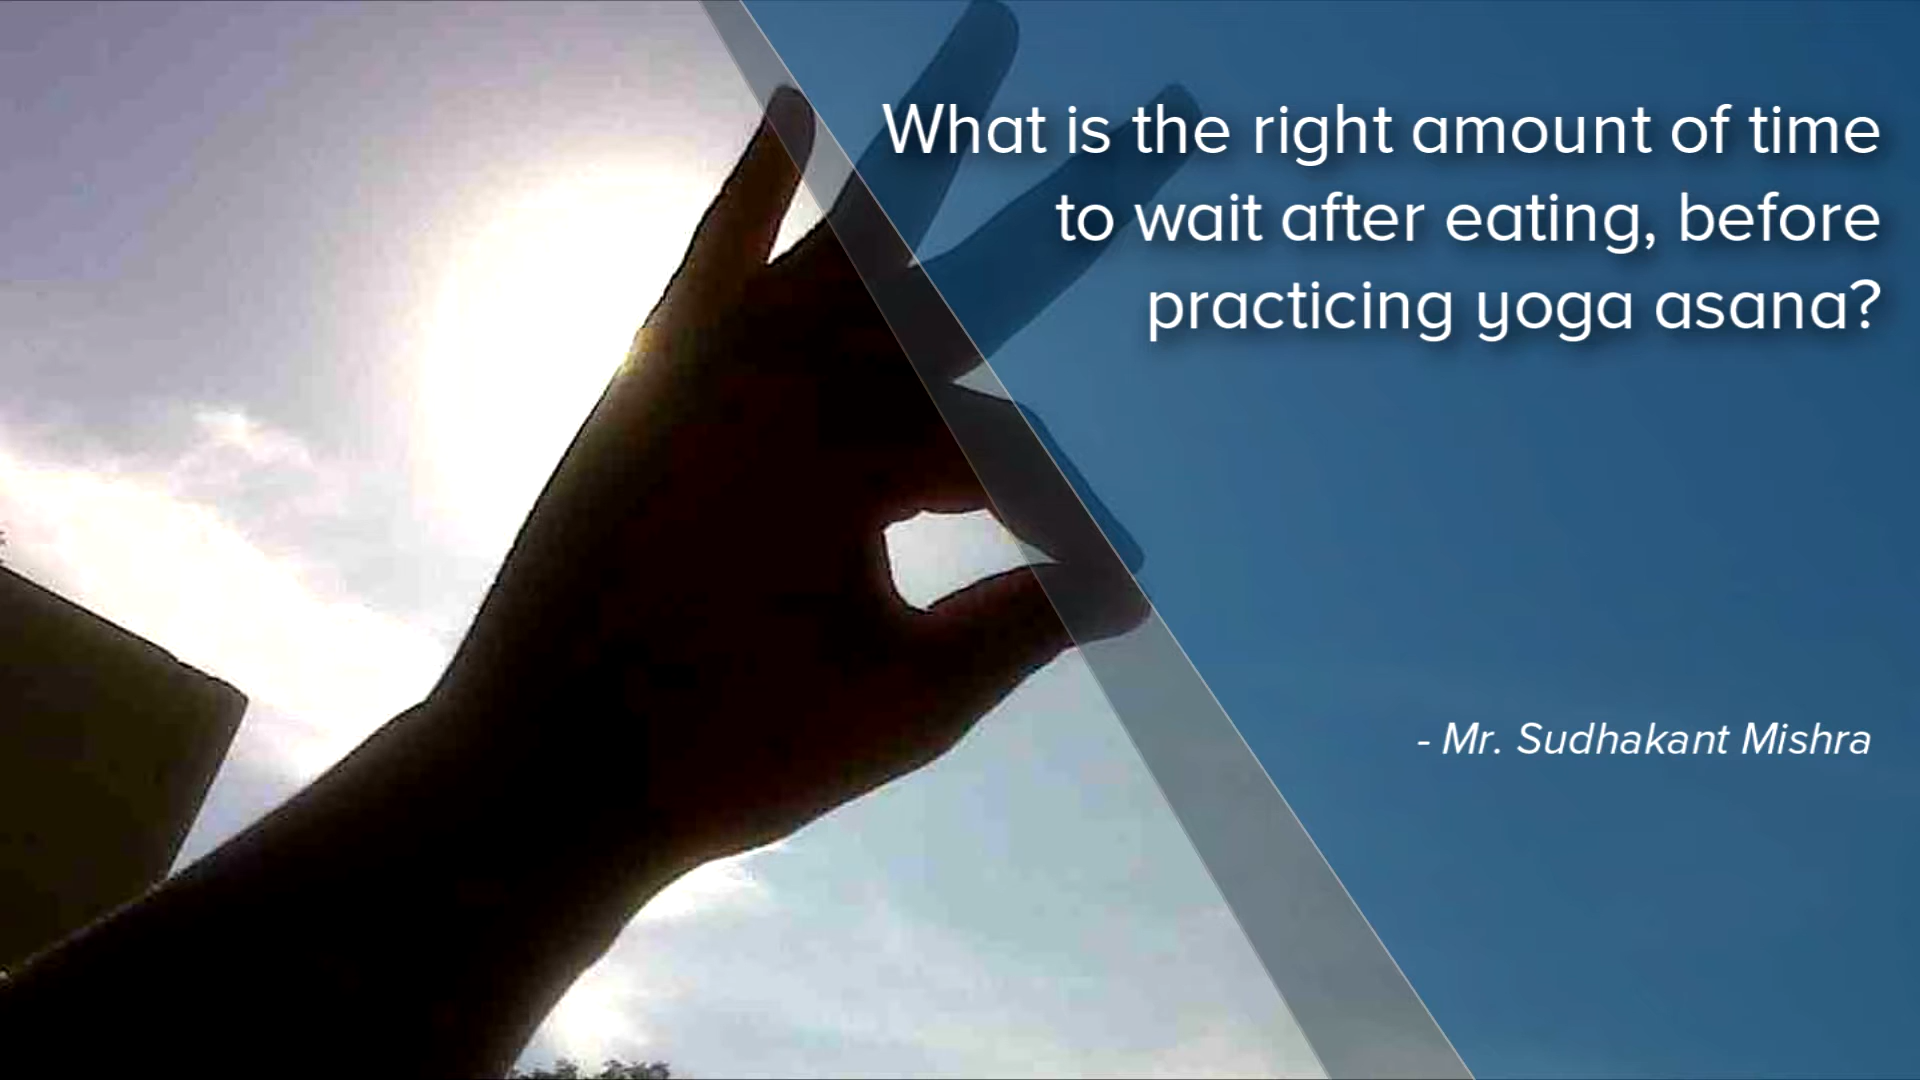 What is the right amount of time
to wait after eating, before
practicing yoga asana?
- Mr. Sudhakant Mishra